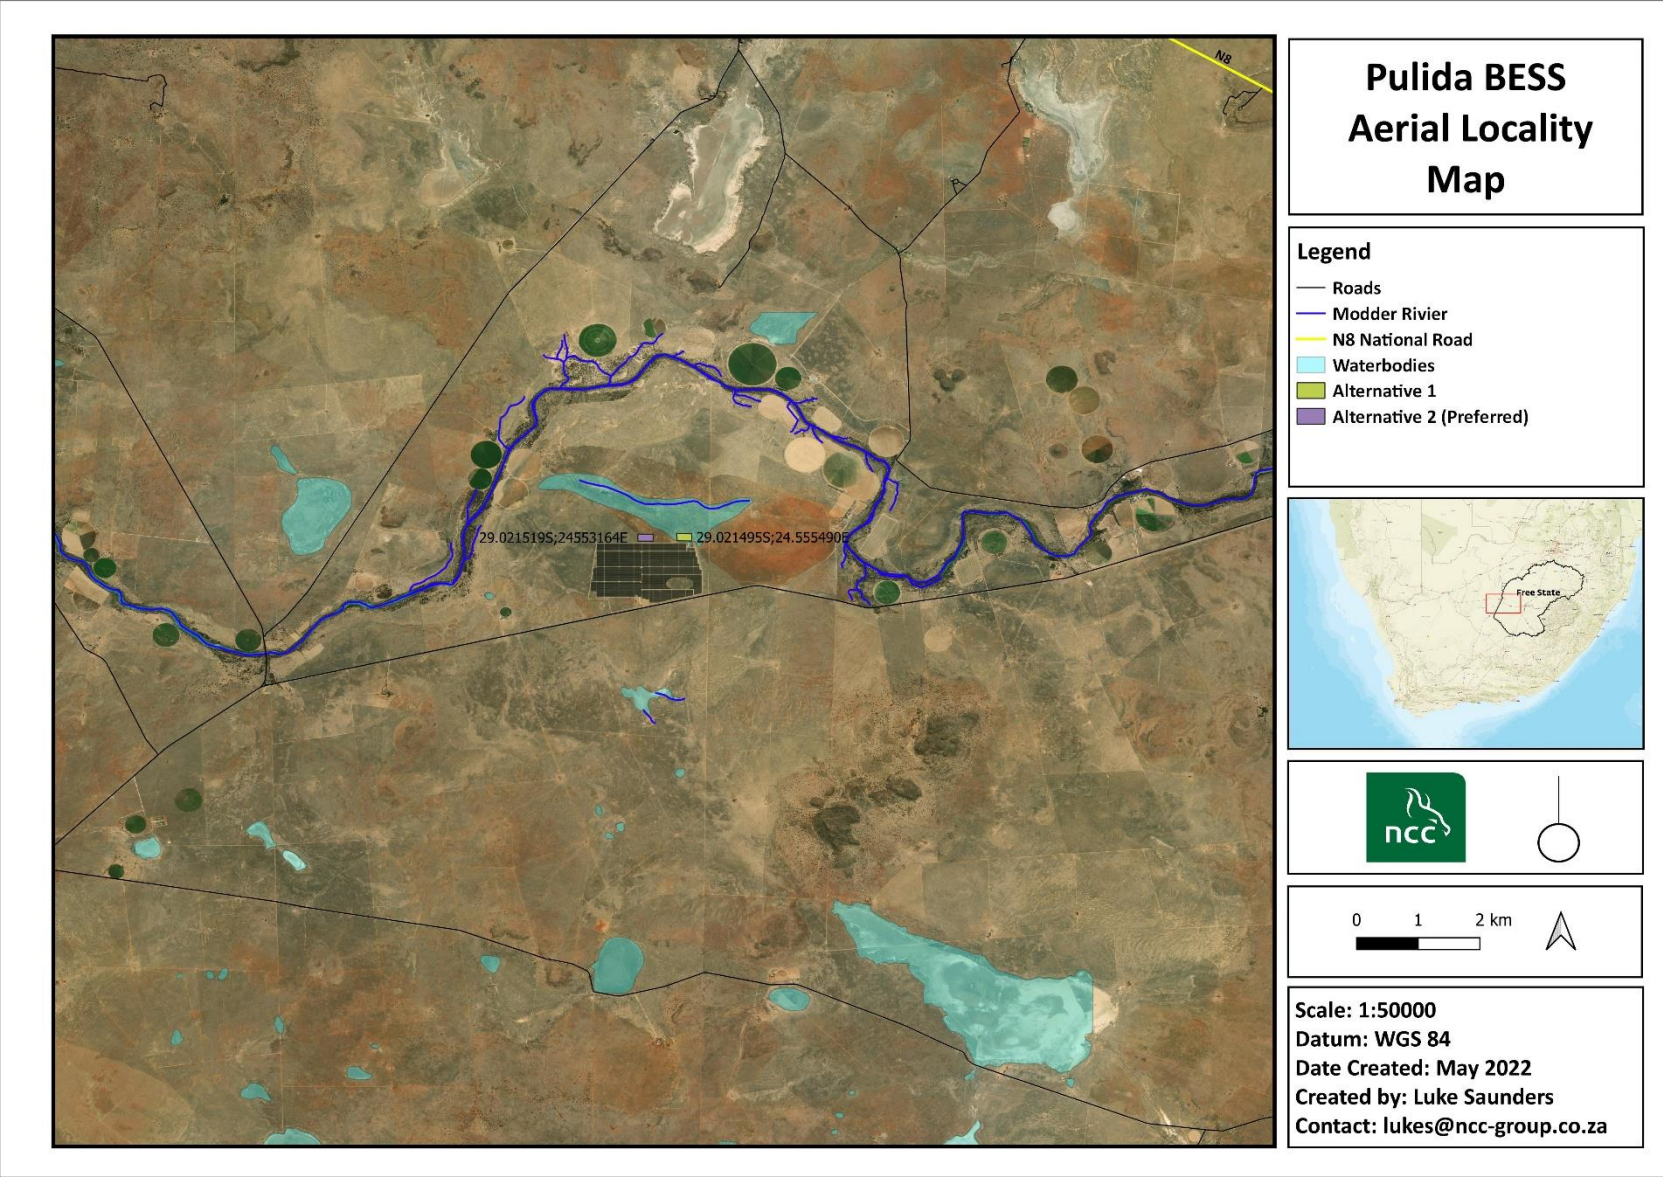 N8
29.021519S;24553164E
29.021495S;24.555490E
Pulida BESS
Aerial Locality
Map
Legend
Roads
Modder Rivier
N8 National Road
Waterbodies
Alternative 1
Alternative 2 (Preferred)
Free State
ncc
0 1 2 km
Scale: 1:50000
Datum: WGS 84
Date Created: May 2022
Created by: Luke Saunders
Contact: lukes@ncc-group.co.za